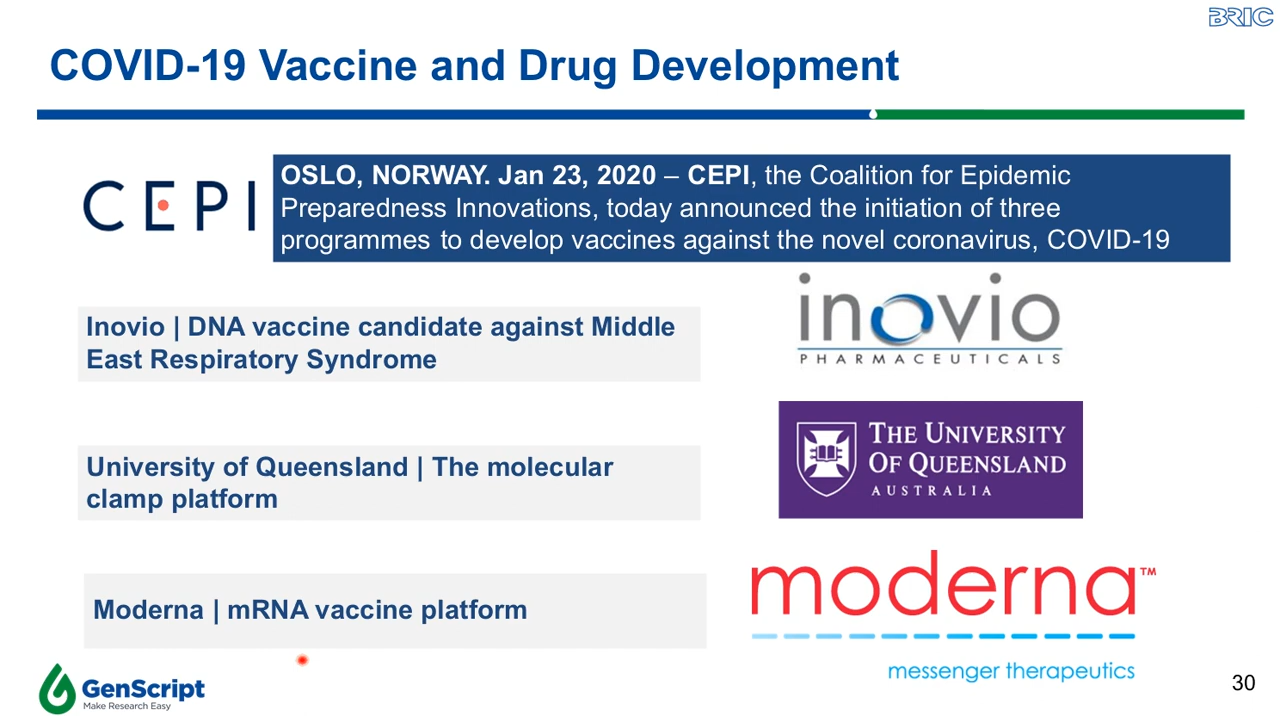 BRIC
COVID-19 Vaccine and Drug Development
CEPI
OSLO, NORWAY. Jan 23, 2020 – CEPI, the Coalition for Epidemic
Preparedness Innovations, today announced the initiation of three
programmes to develop vaccines against the novel coronavirus, COVID-19
Inovio | DNA vaccine candidate against Middle
East Respiratory Syndrome
inovio
PHARMACEUTICALS
University of Queensland | The molecular
clamp platform
THE UNIVERSITY
OF QUEENSLAND
AUSTRALIA
Moderna | mRNA vaccine platform
moderna™
messenger therapeutics
GenScript
Make Research Easy
30